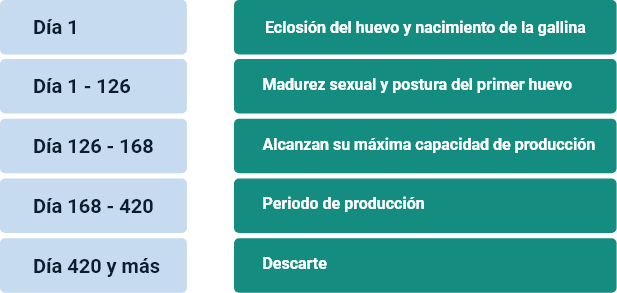 Día 1
Eclosión del huevo y nacimiento de la gallina
Día 1 - 126
Madurez sexual y postura del primer huevo
Día 126 - 168
Alcanzan su máxima capacidad de producción
Día 168 - 420
Periodo de producción
Día 420 y más
Descarte